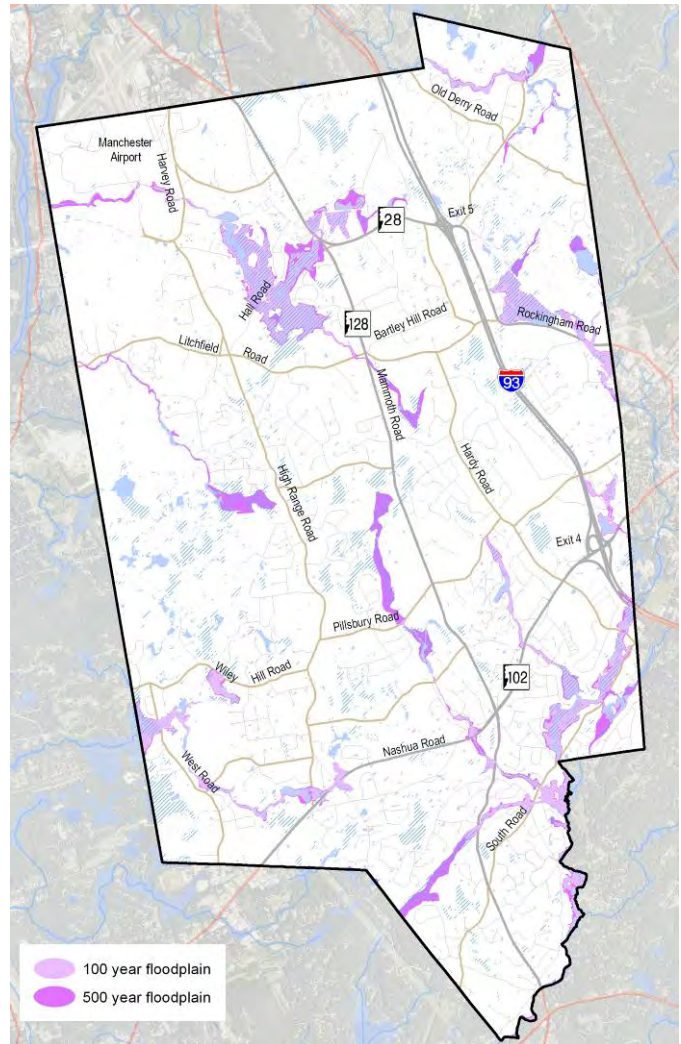 Old Derry Road
Manchester
Airport
Harvey Road
28
Exit 5
Hall Road
128
Bartley Hill Road
Rockingham Road
Litchfield Road
93
Mammoth Road
Hardy Road
High Range Road
Exit 4
Pillsbury Road
Wiley Hill Road
102
Nashua Road
West Road
South Road
100 year floodplain
500 year floodplain